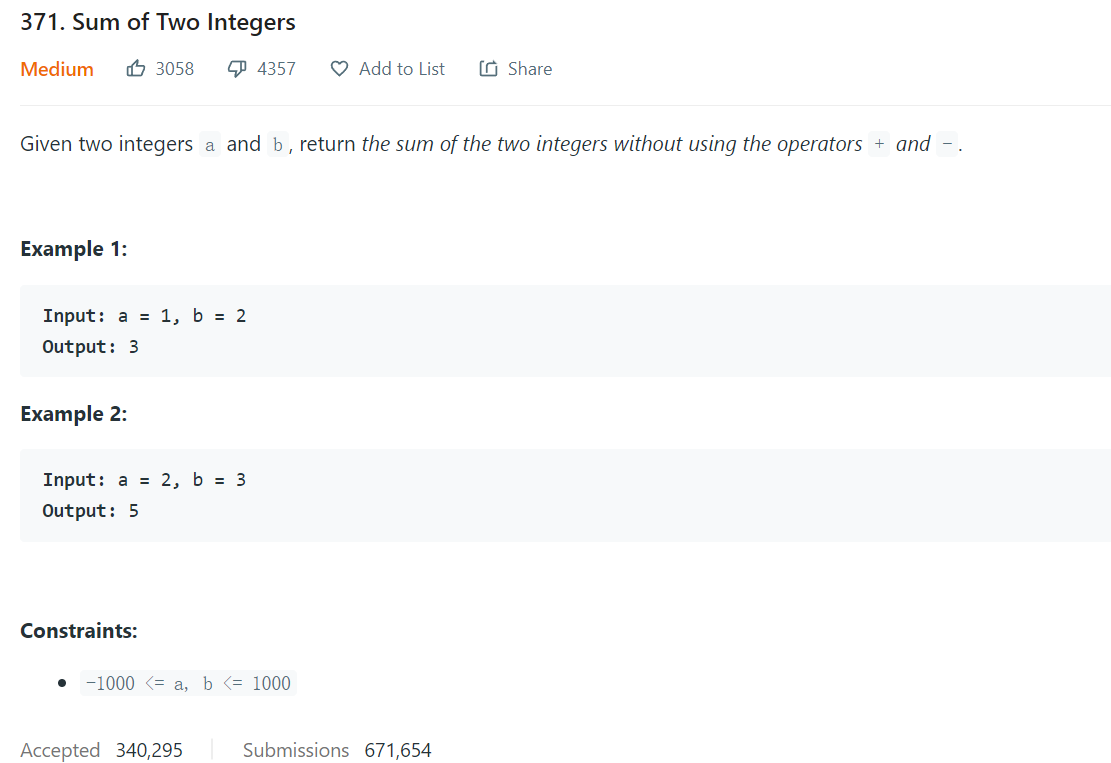 371. Sum of Two Integers
Medium 3058 4357 Add to List Share
Given two integers a and b, return the sum of the two integers without using the operators + and -.
Example 1:
Input: a = 1, b = 2
Output: 3
Example 2:
Input: a = 2, b = 3
Output: 5
Constraints:
• -1000 <= a, b <= 1000
Accepted 340,295 | Submissions 671,654